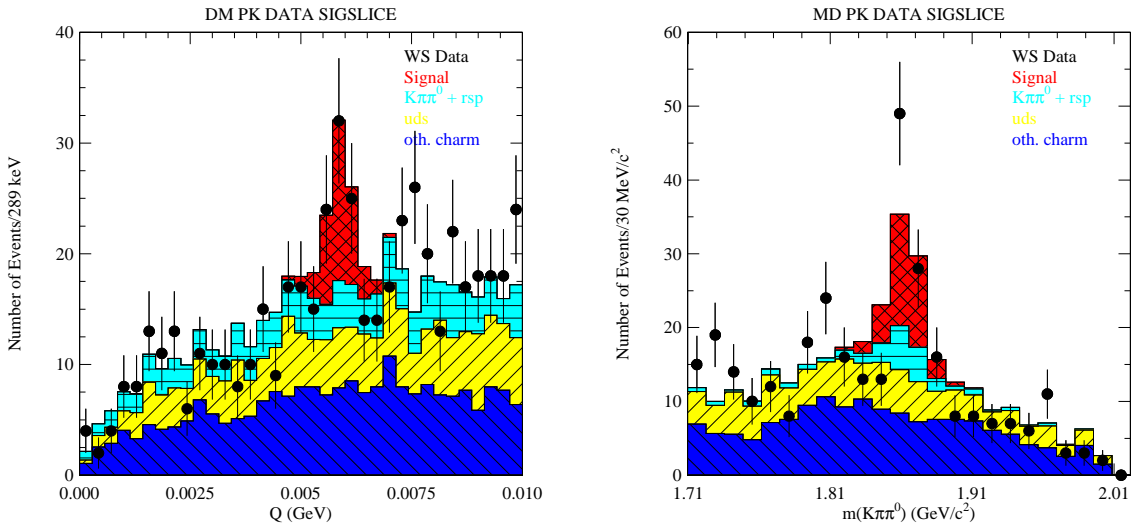 DM PK DATA SIGSLICE
40
30
20
10
0
Number of Events/289 keV
WS Data
Signal
Kππ⁰ + rsp
uds
oth. charm
0.000
0.0025
0.005
0.0075
0.010
Q (GeV)
MD PK DATA SIGSLICE
60
50
40
30
20
10
0
Number of Events/30 MeV/c²
WS Data
Signal
Kππ⁰ + rsp
uds
oth. charm
1.71
1.81
1.91
2.01
m(Kππ⁰) (GeV/c²)